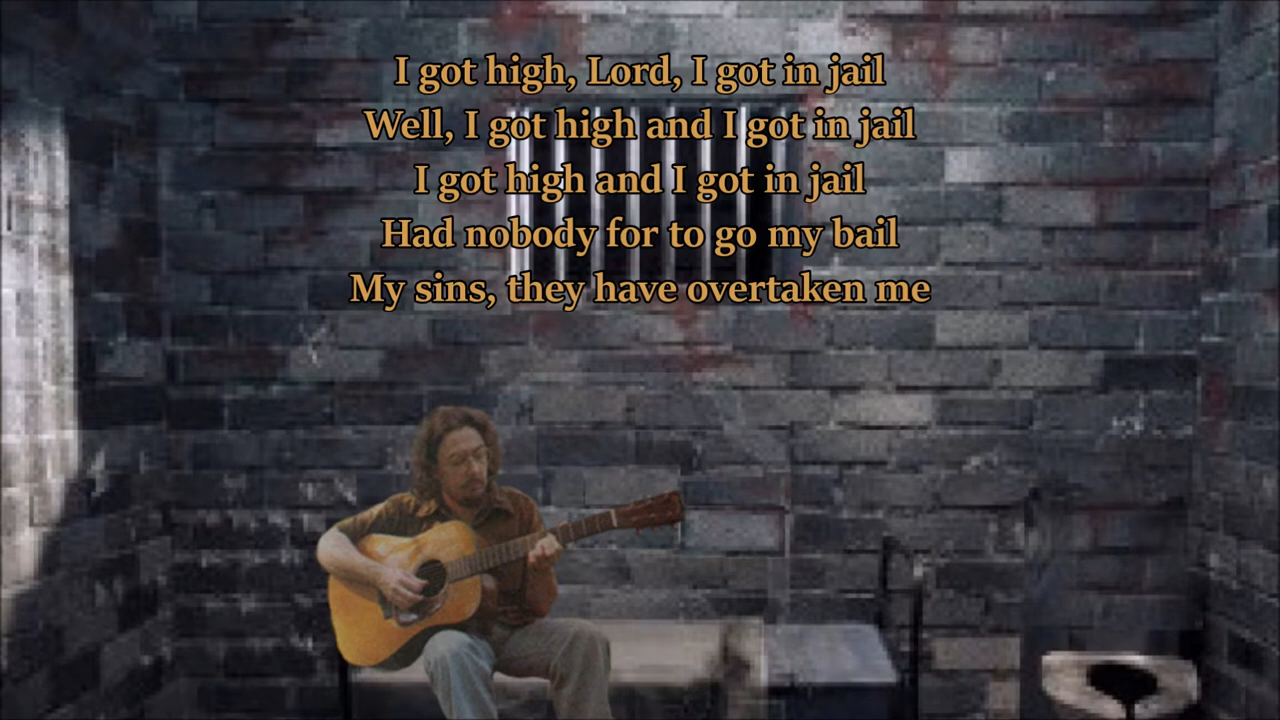 I got high, Lord, I got in jail
Well, I got high and I got in jail
I got high and I got in jail
Had nobody for to go my bail
My sins, they have overtaken me